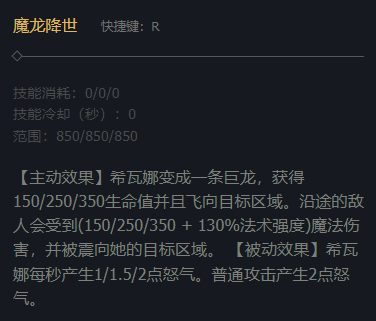 魔龙降世 快捷键：R
技能消耗：0/0/0
技能冷却（秒）：0
范围：850/850/850
【主动效果】希瓦娜变成一条巨龙，获得
150/250/350生命值并且飞向目标区域。沿途的敌
人会受到(150/250/350 + 130%法术强度)魔法伤
害，并被震向她的目标区域。 【被动效果】希瓦
娜每秒产生1/1.5/2点怒气。普通攻击产生2点怒
气。